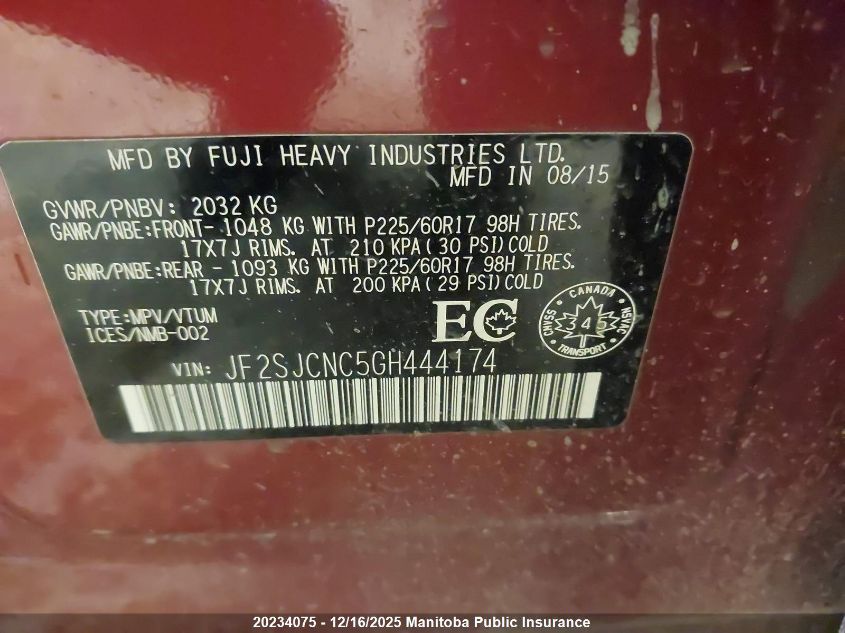 MFD BY FUJI HEAVY INDUSTRIES LTD.
MFD IN 08/15
GVWR/PNBV: 2032 KG
GAWR/PNBE:FRONT- 1048 KG WITH P225/60R17 98H TIRES.
17X7J RIMS. AT 210 KPA(30 PSI)COLD
GAWR/PNBE:REAR - 1093 KG WITH P225/60R17 98H TIRES.
17X7J RIMS. AT 200 KPA(29 PSI)COLD
TYPE:MPV/VTUM
ICES/NMB-002
EC
CANADA
CMVSS
NSVAC
TRANSPORT
VIN: JF2SJCNC5GH444174
20234075 - 12/16/2025 Manitoba Public Insurance